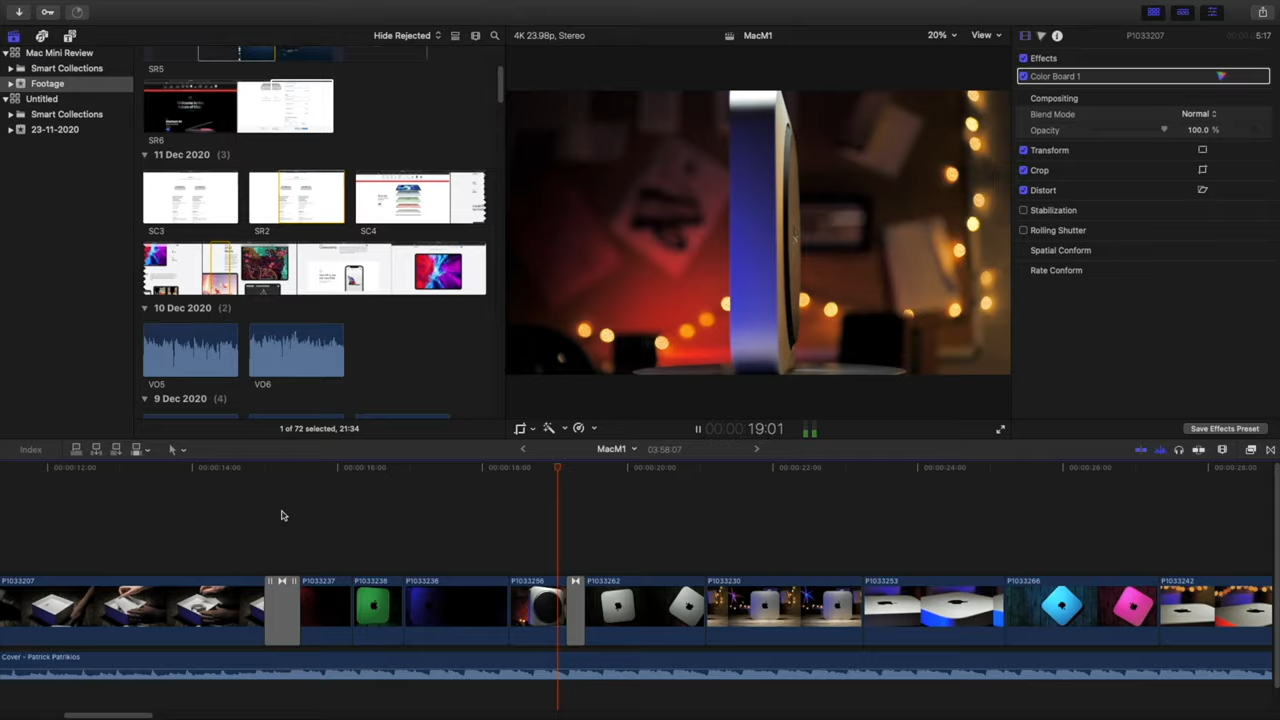 Hide Rejected
4K 23.98p, Stereo
MacM1
20%
View
P1033207
5:17
Mac Mini Review
Smart Collections
Footage
Untitled
Smart Collections
23-11-2020
SR5
SR6
11 Dec 2020 (3)
SC3
SR2
SC4
10 Dec 2020 (2)
VO5
VO6
9 Dec 2020 (4)
1 of 72 selected, 21:34
Effects
Color Board 1
Compositing
Blend Mode
Normal
Opacity
100.0 %
Transform
Crop
Distort
Stabilization
Rolling Shutter
Spatial Conform
Rate Conform
00:00:19:01
Save Effects Preset
Index
MacM1
03:58:07
00:00:12:00
00:00:14:00
00:00:16:00
00:00:18:00
00:00:20:00
00:00:22:00
00:00:24:00
00:00:26:00
00:00:28:00
P1033207
P1033237
P1033238
P1033236
P1033256
P1033262
P1033230
P1033253
P1033266
P1033242
Cover - Patrick Patrikios